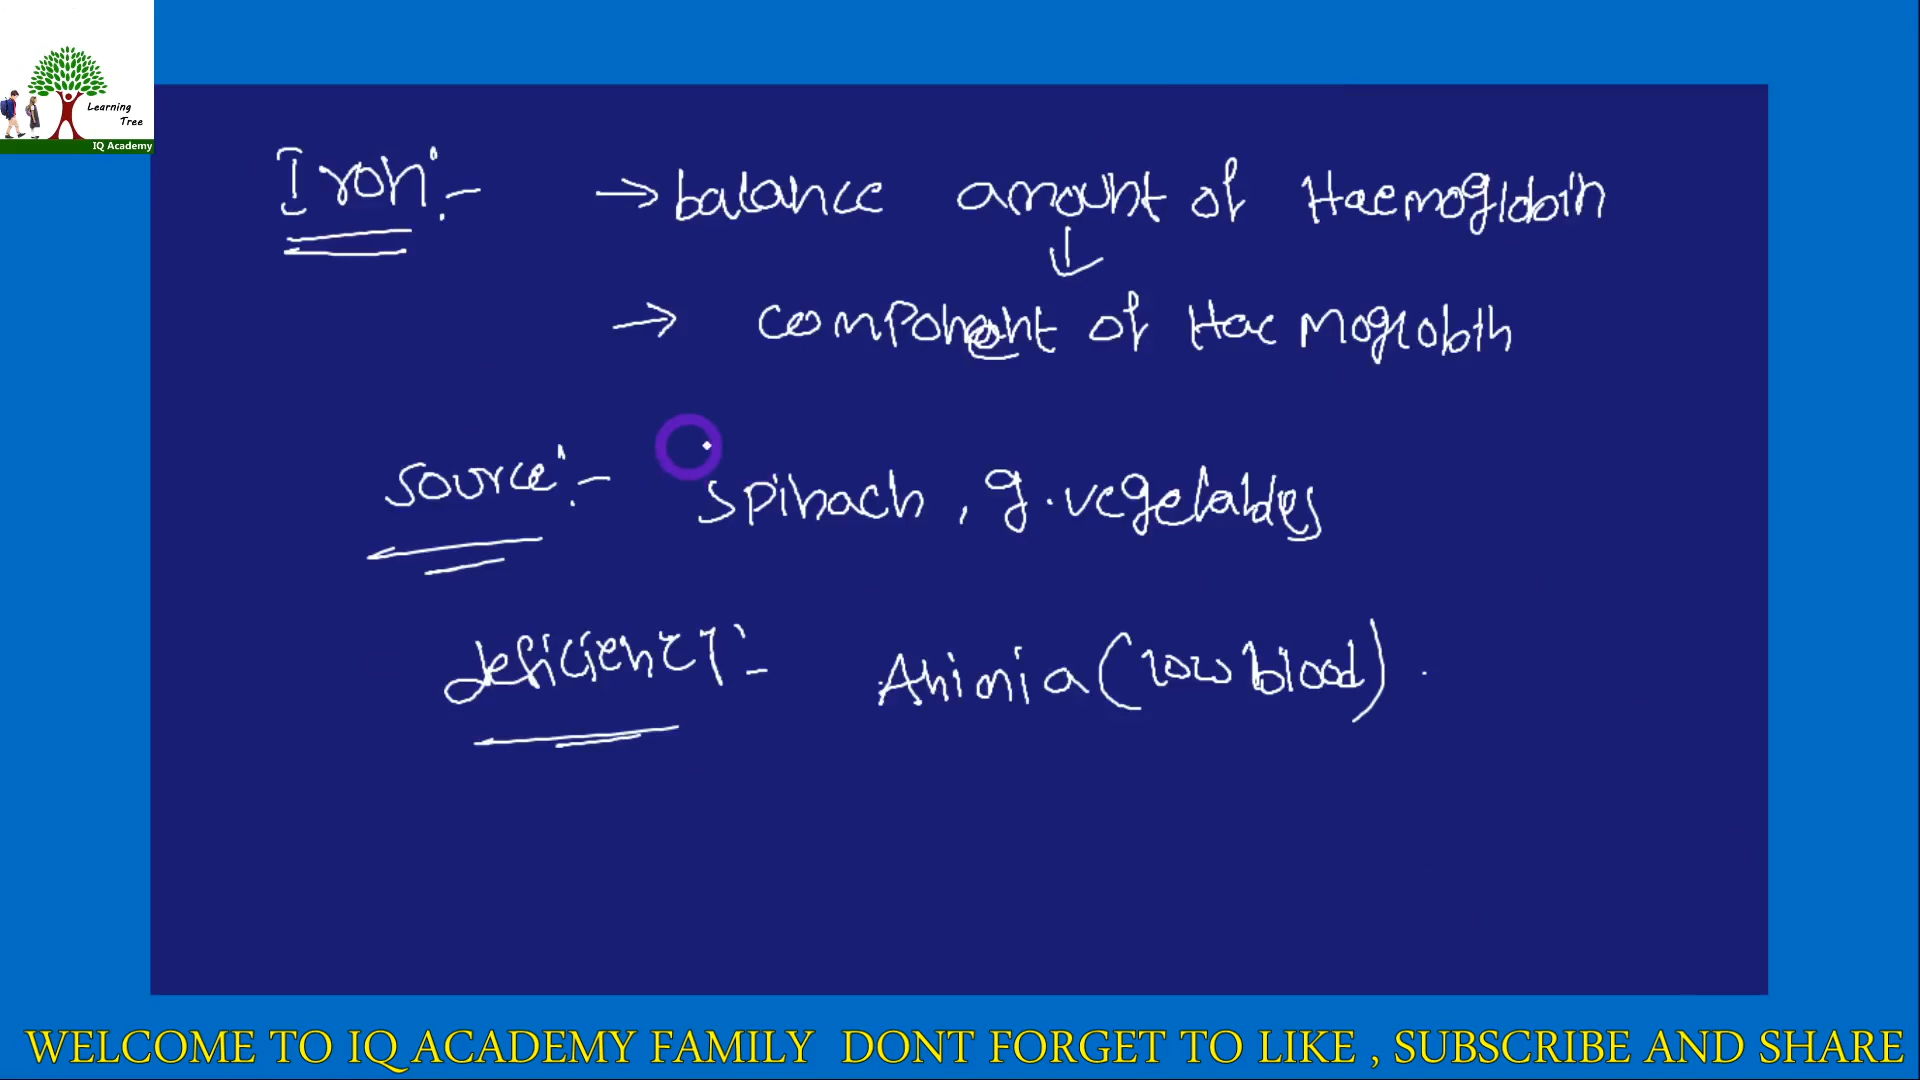 Learning
Tree
IQ Academy
Iron:- → balance amount of Haemoglobin
→ component of Haemoglobin
source:- spinach, g.vegetables
deficiency:- Animia (low blood).
WELCOME TO IQ ACADEMY FAMILY DONT FORGET TO LIKE , SUBSCRIBE AND SHARE